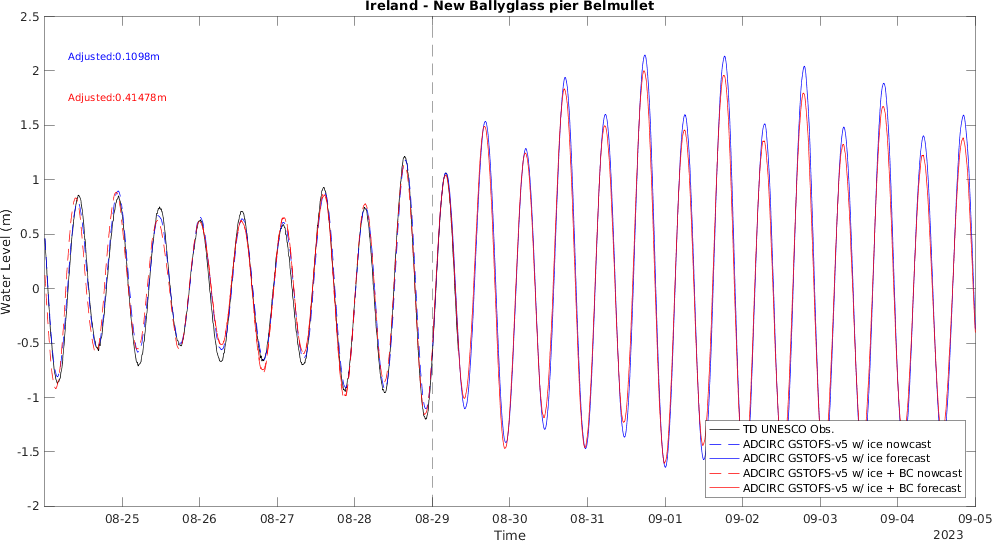 Ireland - New Ballyglass pier Belmullet
Adjusted:0.1098m
Adjusted:0.41478m
Water Level (m)
2.5
2
1.5
1
0.5
0
-0.5
-1
-1.5
-2
TD UNESCO Obs.
ADCIRC GSTOFS-v5 w/ ice nowcast
ADCIRC GSTOFS-v5 w/ ice forecast
ADCIRC GSTOFS-v5 w/ ice + BC nowcast
ADCIRC GSTOFS-v5 w/ ice + BC forecast
08-25 08-26 08-27 08-28 08-29 08-30 08-31 09-01 09-02 09-03 09-04 09-05
Time
2023